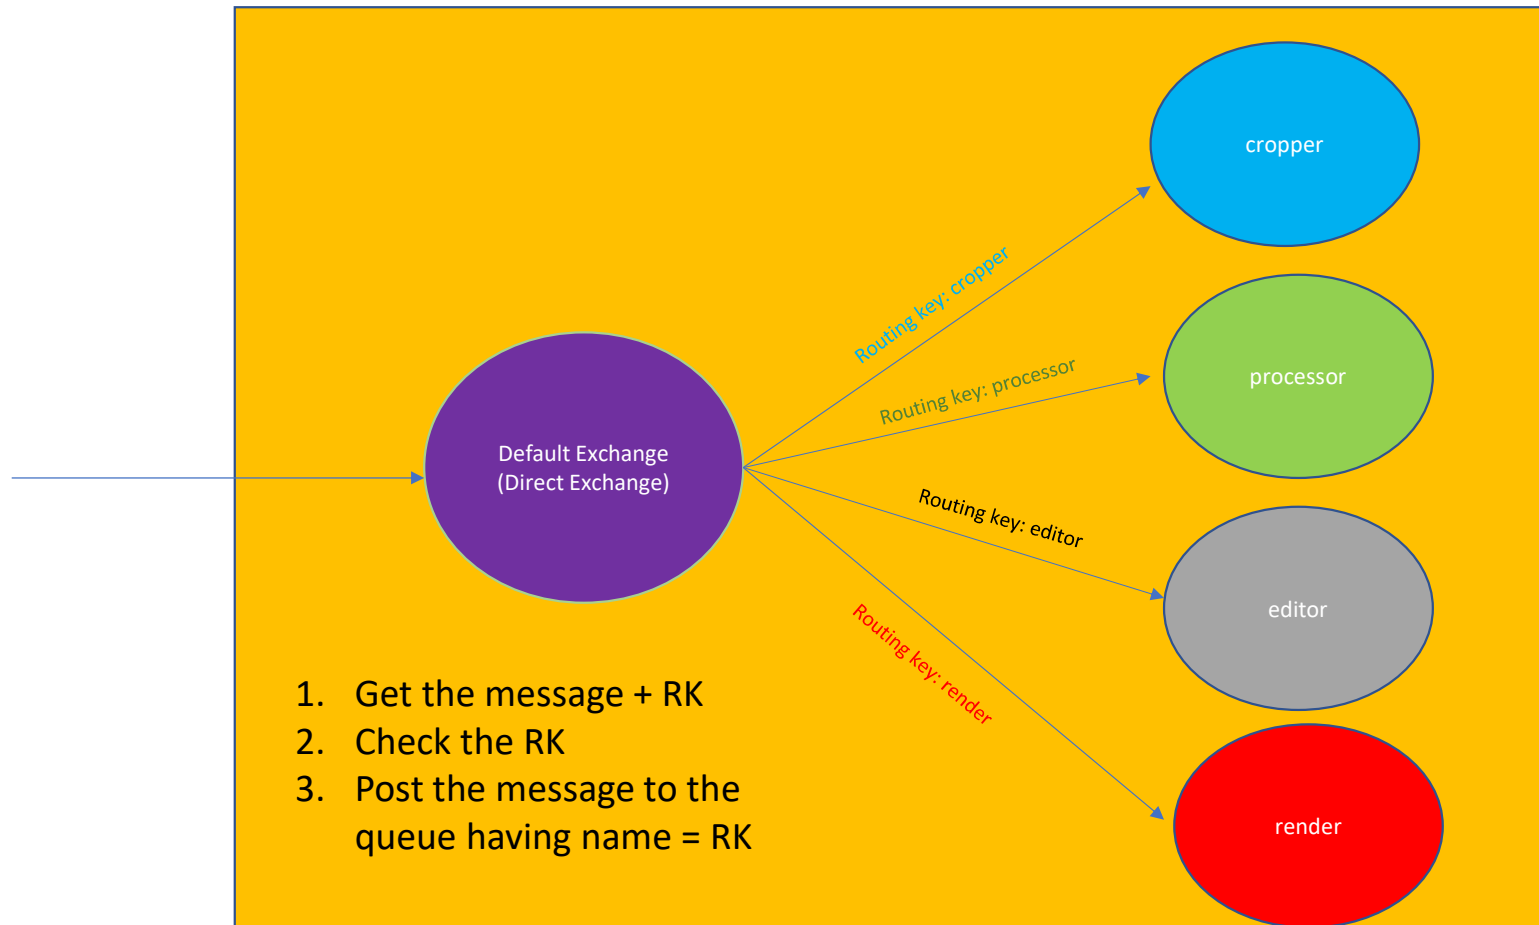 cropper
Routing key: cropper
processor
Routing key: processor
Default Exchange
(Direct Exchange)
Routing key: editor
editor
Routing key: render
render
1. Get the message + RK
2. Check the RK
3. Post the message to the
queue having name = RK